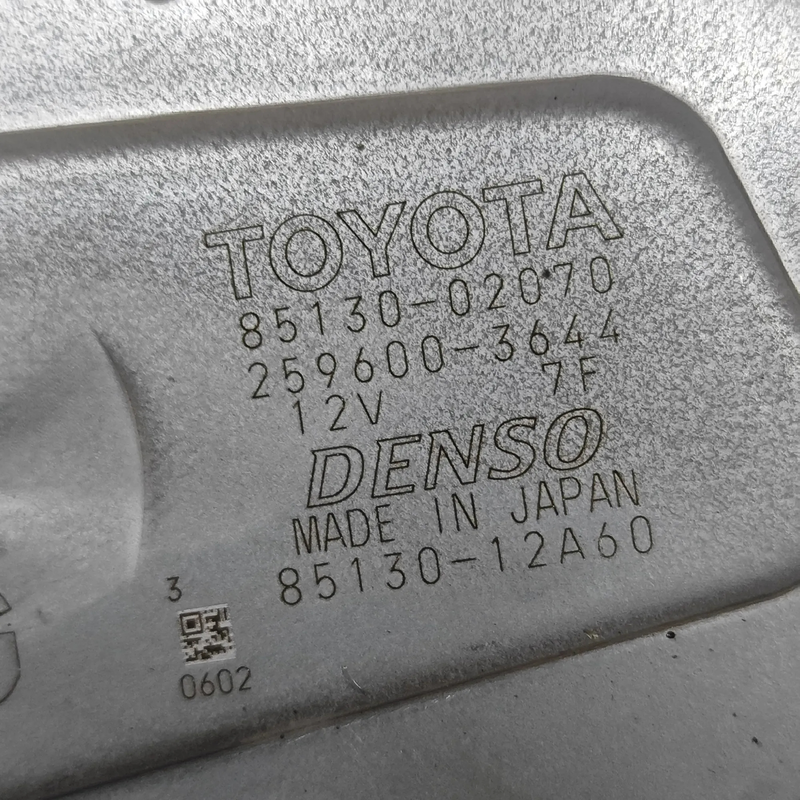 TOYOTA
85130-02070
259600-3644
12V 7F
DENSO
MADE IN JAPAN
85130-12A60
3
0602